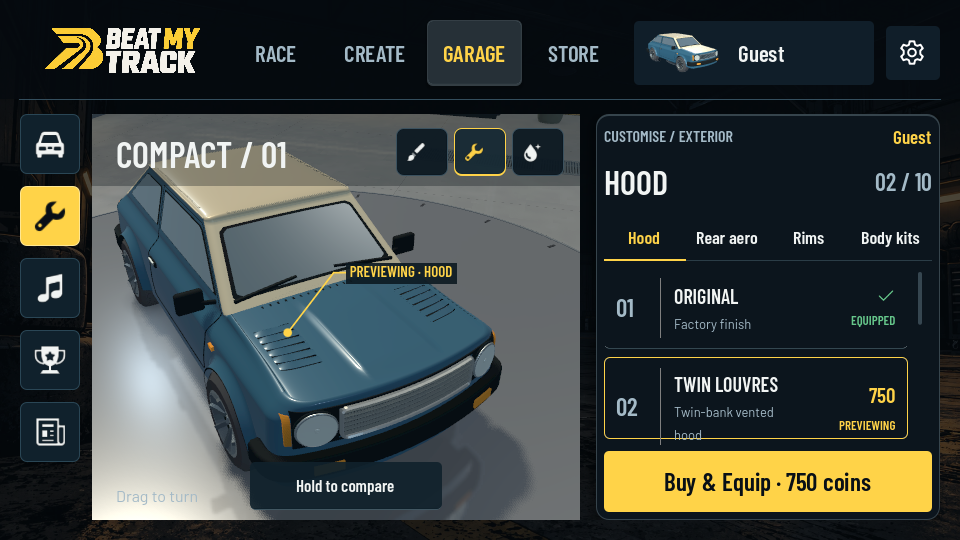 BEAT MY
TRACK
RACE
CREATE
GARAGE
STORE
Guest
COMPACT / 01
PREVIEWING · HOOD
Drag to turn
Hold to compare
CUSTOMISE / EXTERIOR
Guest
HOOD
02 / 10
Hood
Rear aero
Rims
Body kits
01
ORIGINAL
Factory finish
EQUIPPED
02
TWIN LOUVRES
Twin-bank vented
hood
750
PREVIEWING
Buy & Equip · 750 coins